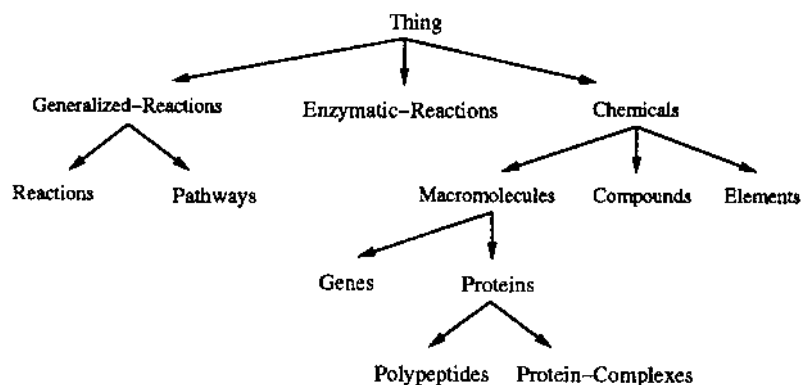 Thing
Generalized-Reactions Enzymatic-Reactions Chemicals
Reactions Pathways Macromolecules Compounds Elements
Genes Proteins
Polypeptides Protein-Complexes